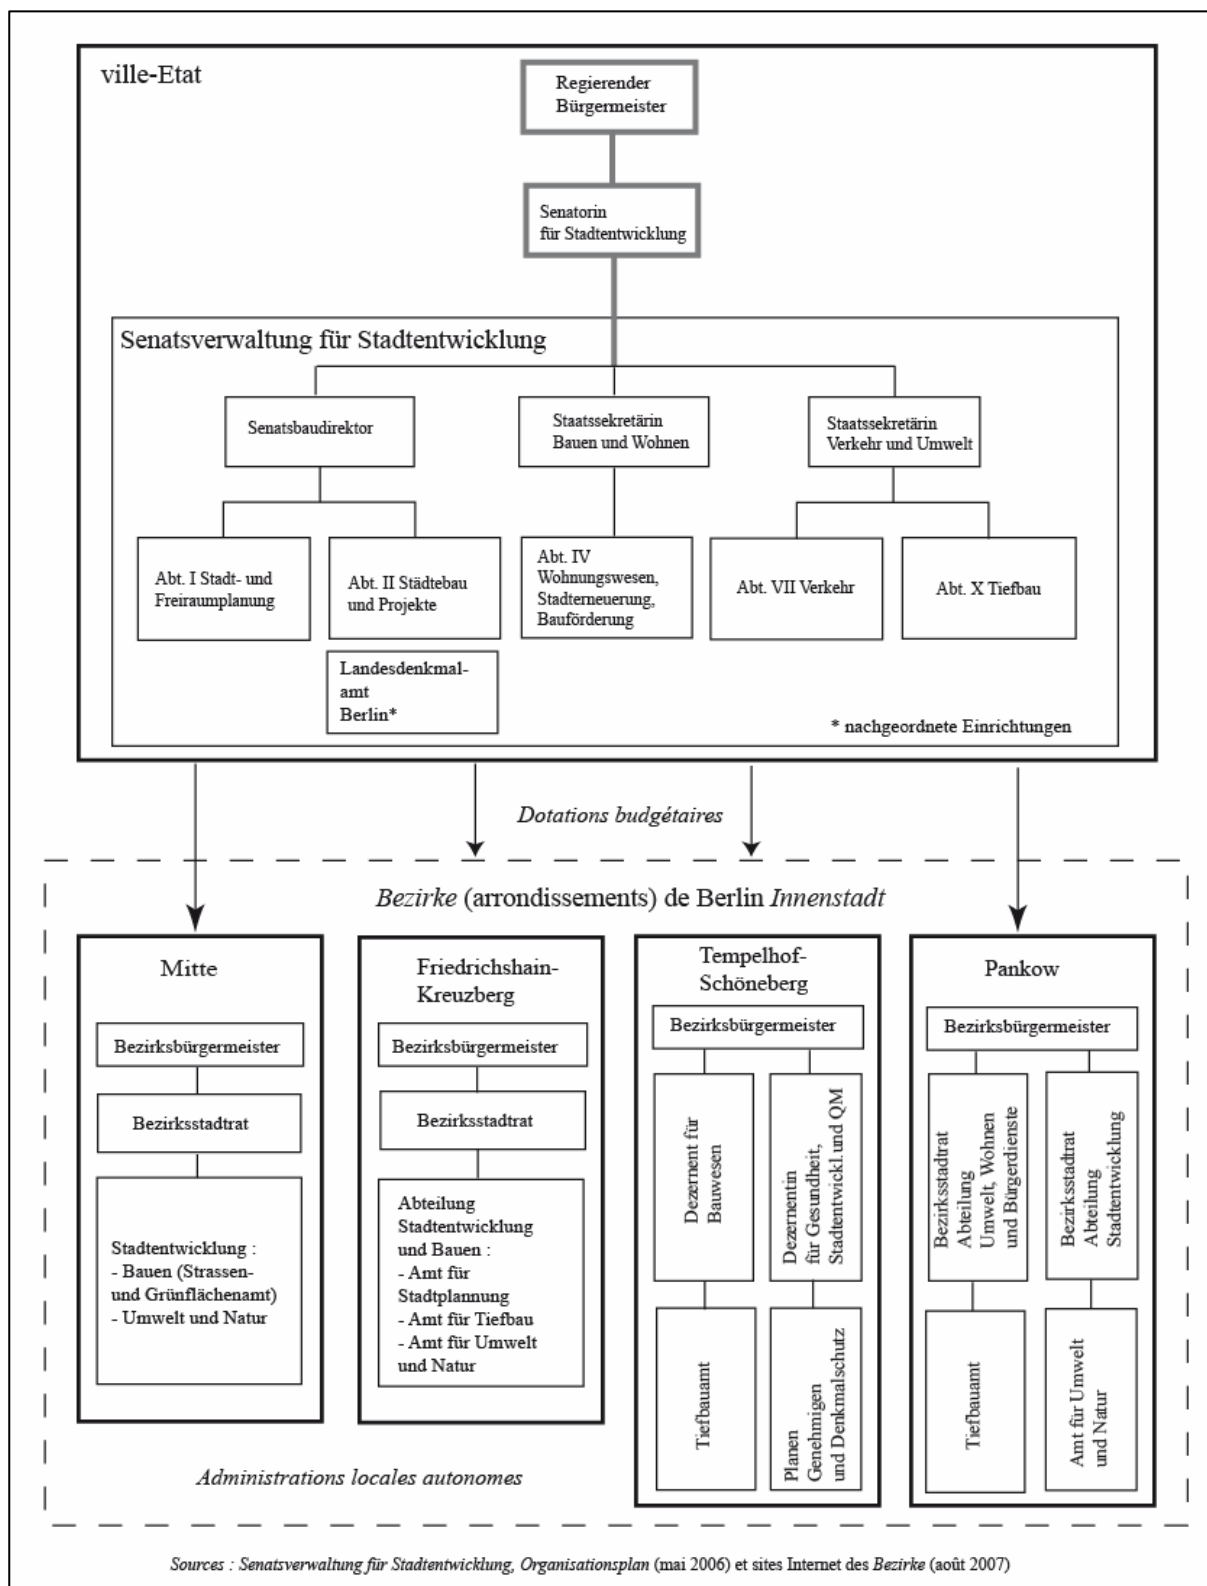 ville-Etat
Regierender
Bürgermeister
Senatorin
für Stadtentwicklung
Senatsverwaltung für Stadtentwicklung
Senatsbaudirektor
Staatssekretärin
Bauen und Wohnen
Staatssekretärin
Verkehr und Umwelt
Abt. I Stadt- und
Freiraumplanung
Abt. II Städtebau
und Projekte
Abt. IV
Wohnungswesen,
Stadterneuerung,
Bauförderung
Abt. VII Verkehr
Abt. X Tiefbau
Landesdenkmal-
amt
Berlin*
* nachgeordnete Einrichtungen
Dotations budgétaires
Bezirke (arrondissements) de Berlin Innenstadt
Mitte
Bezirksbürgermeister
Bezirksstadtrat
Stadtentwicklung :
- Bauen (Strassen-
und Grünflächenamt)
- Umwelt und Natur
Friedrichshain-
Kreuzberg
Bezirksbürgermeister
Bezirksstadtrat
Abteilung
Stadtentwicklung
und Bauen :
- Amt für
Stadtplannung
- Amt für Tiefbau
- Amt für Umwelt
und Natur
Tempelhof-
Schöneberg
Bezirksbürgermeister
Dezernent für
Bauwesen
Dezernentin
für Gesundheit,
Stadtentwickl. und QM
Tiefbauamt
Planen
Genehmigen
und Denkmalschutz
Pankow
Bezirksbürgermeister
Bezirksstadtrat
Abteilung
Umwelt, Wohnen
und Bürgerdienste
Bezirksstadtrat
Abteilung
Stadtentwicklung
Tiefbauamt
Amt für Umwelt
und Natur
Administrations locales autonomes
Sources : Senatsverwaltung für Stadtentwicklung, Organisationsplan (mai 2006) et sites Internet des Bezirke (août 2007)